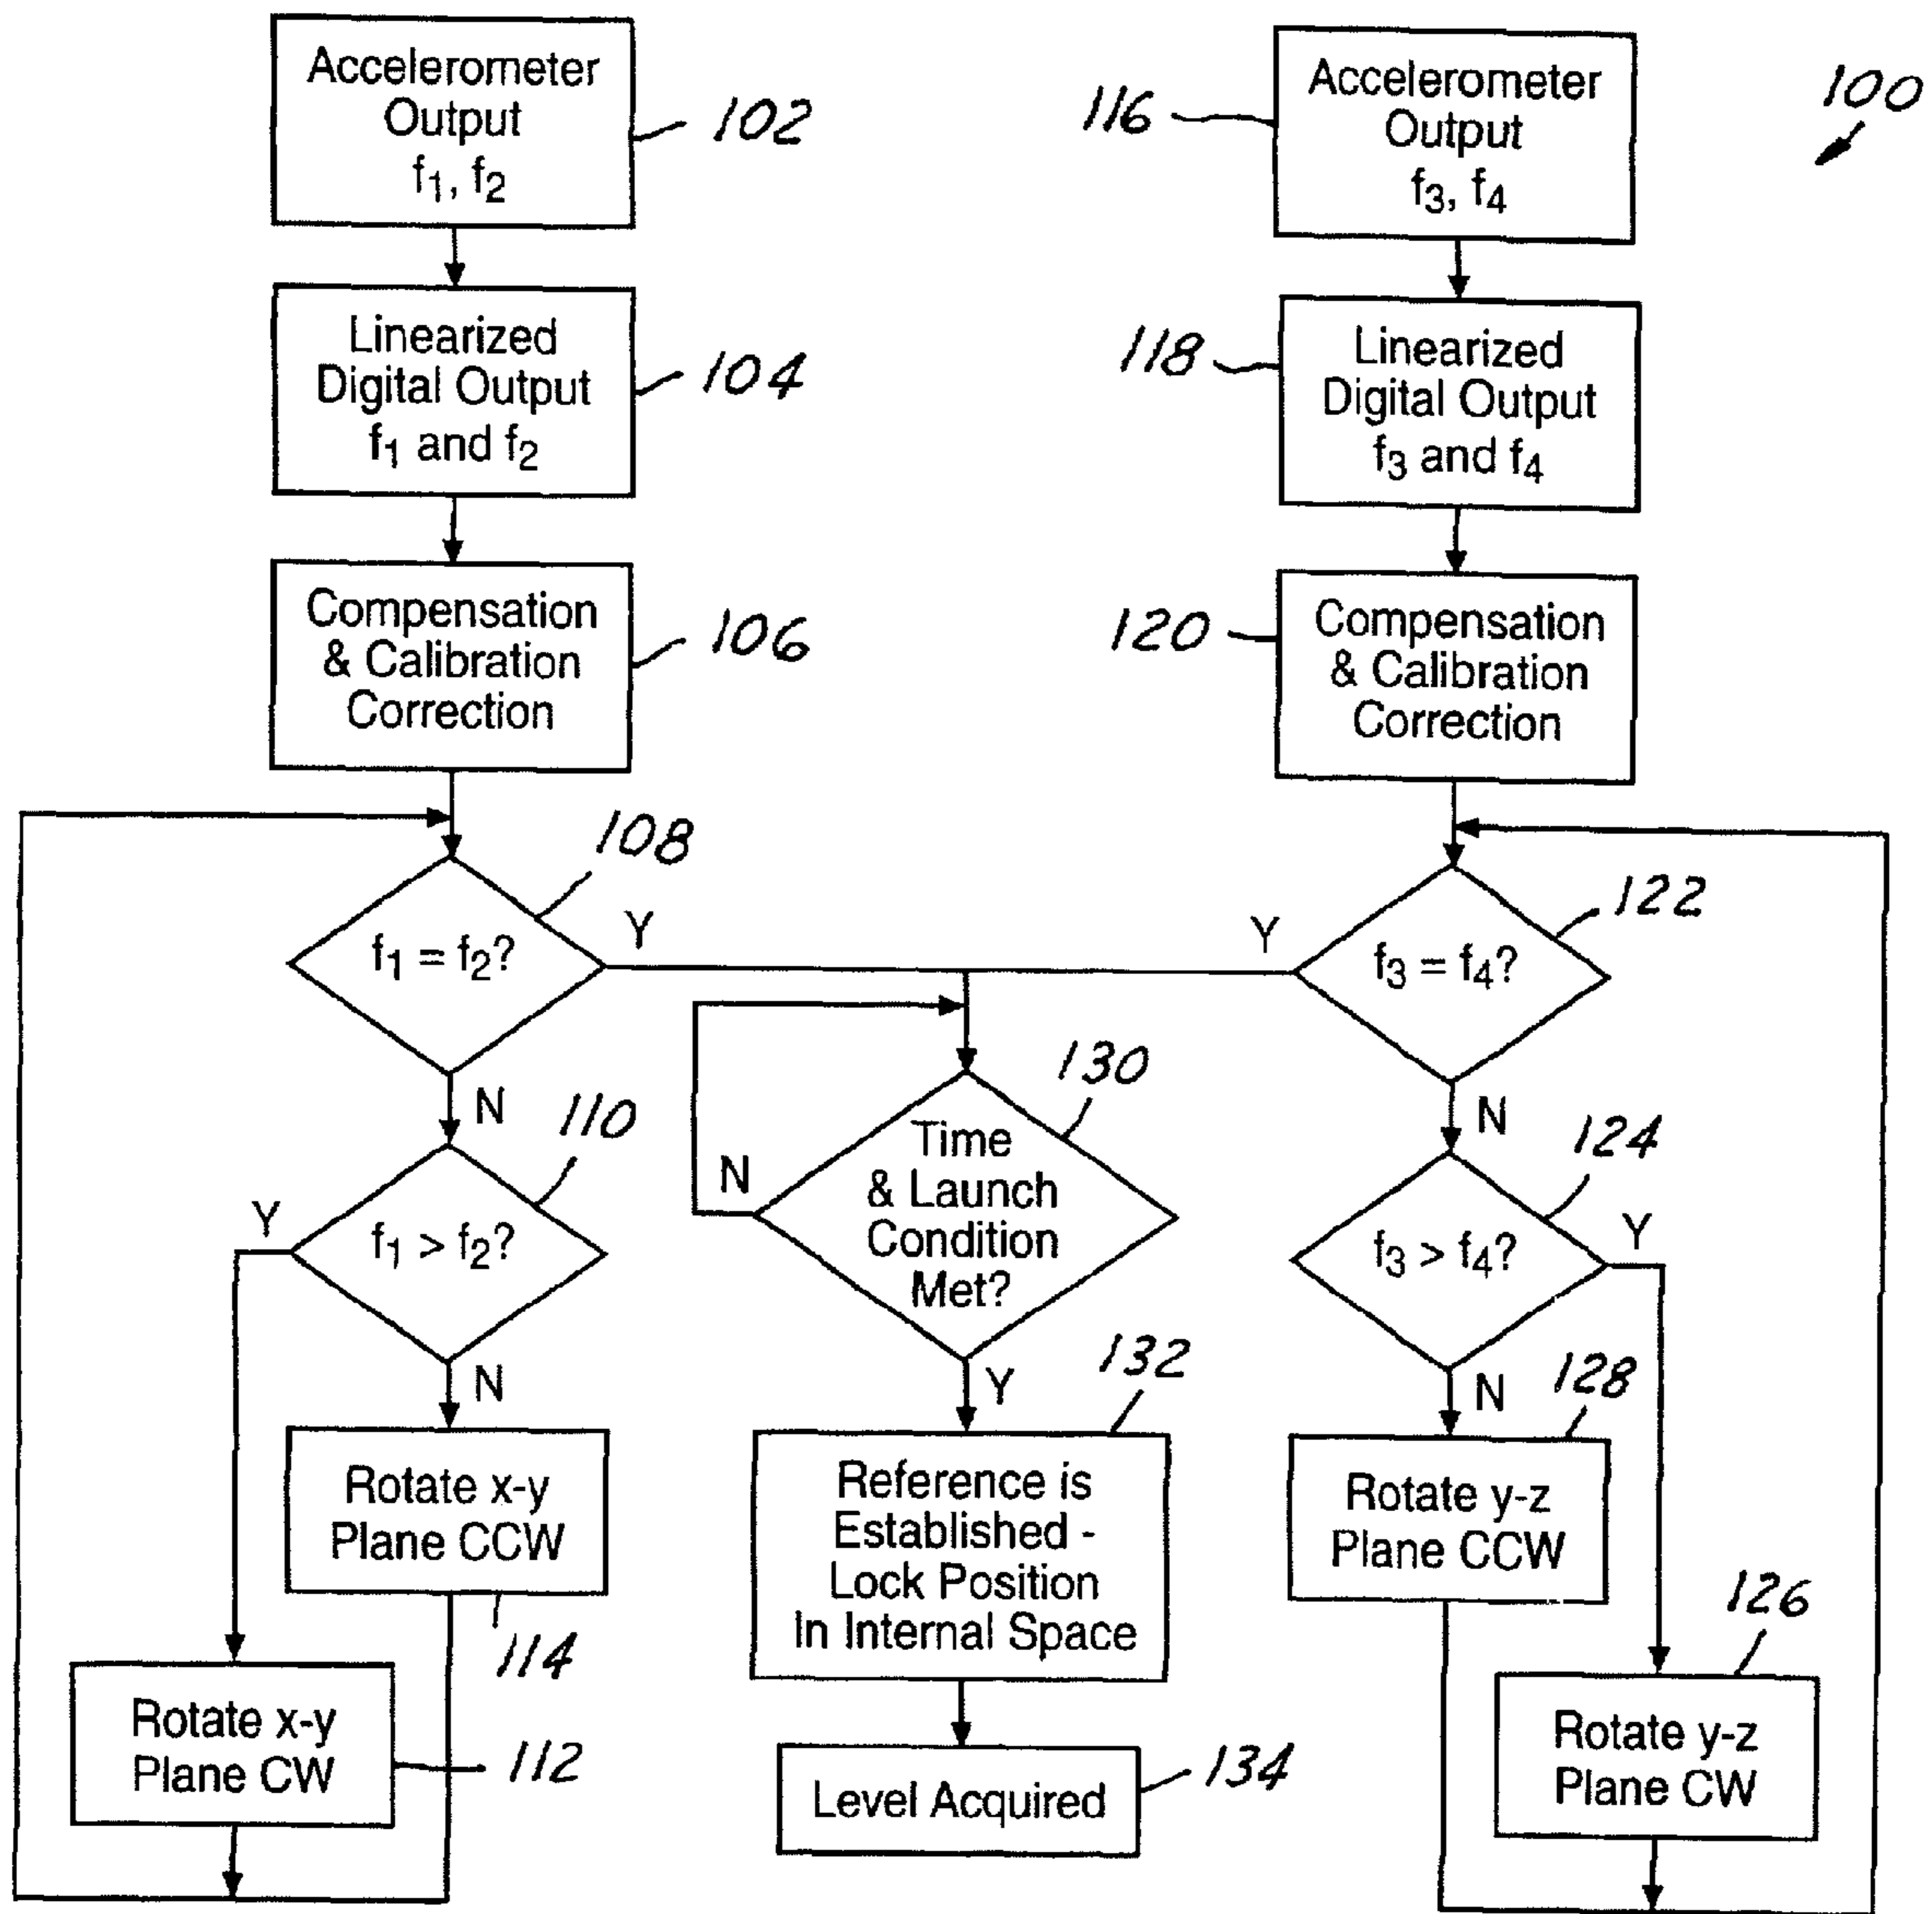 Accelerometer
Output
f₁, f₂
102
Accelerometer
Output
f₃, f₄
116
100
Linearized
Digital Output
f₁ and f₂
104
Linearized
Digital Output
f₃ and f₄
118
Compensation
& Calibration
Correction
106
Compensation
& Calibration
Correction
120
f₁ = f₂?
108
Y
N
f₃ = f₄?
122
Y
N
f₁ > f₂?
110
Y
N
Time
& Launch
Condition
Met?
130
N
Y
f₃ > f₄?
124
Y
N
Rotate x-y
Plane CCW
114
Reference is
Established -
Lock Position
In Internal Space
132
Rotate y-z
Plane CCW
128
Rotate x-y
Plane CW
112
Level Acquired
134
Rotate y-z
Plane CW
126